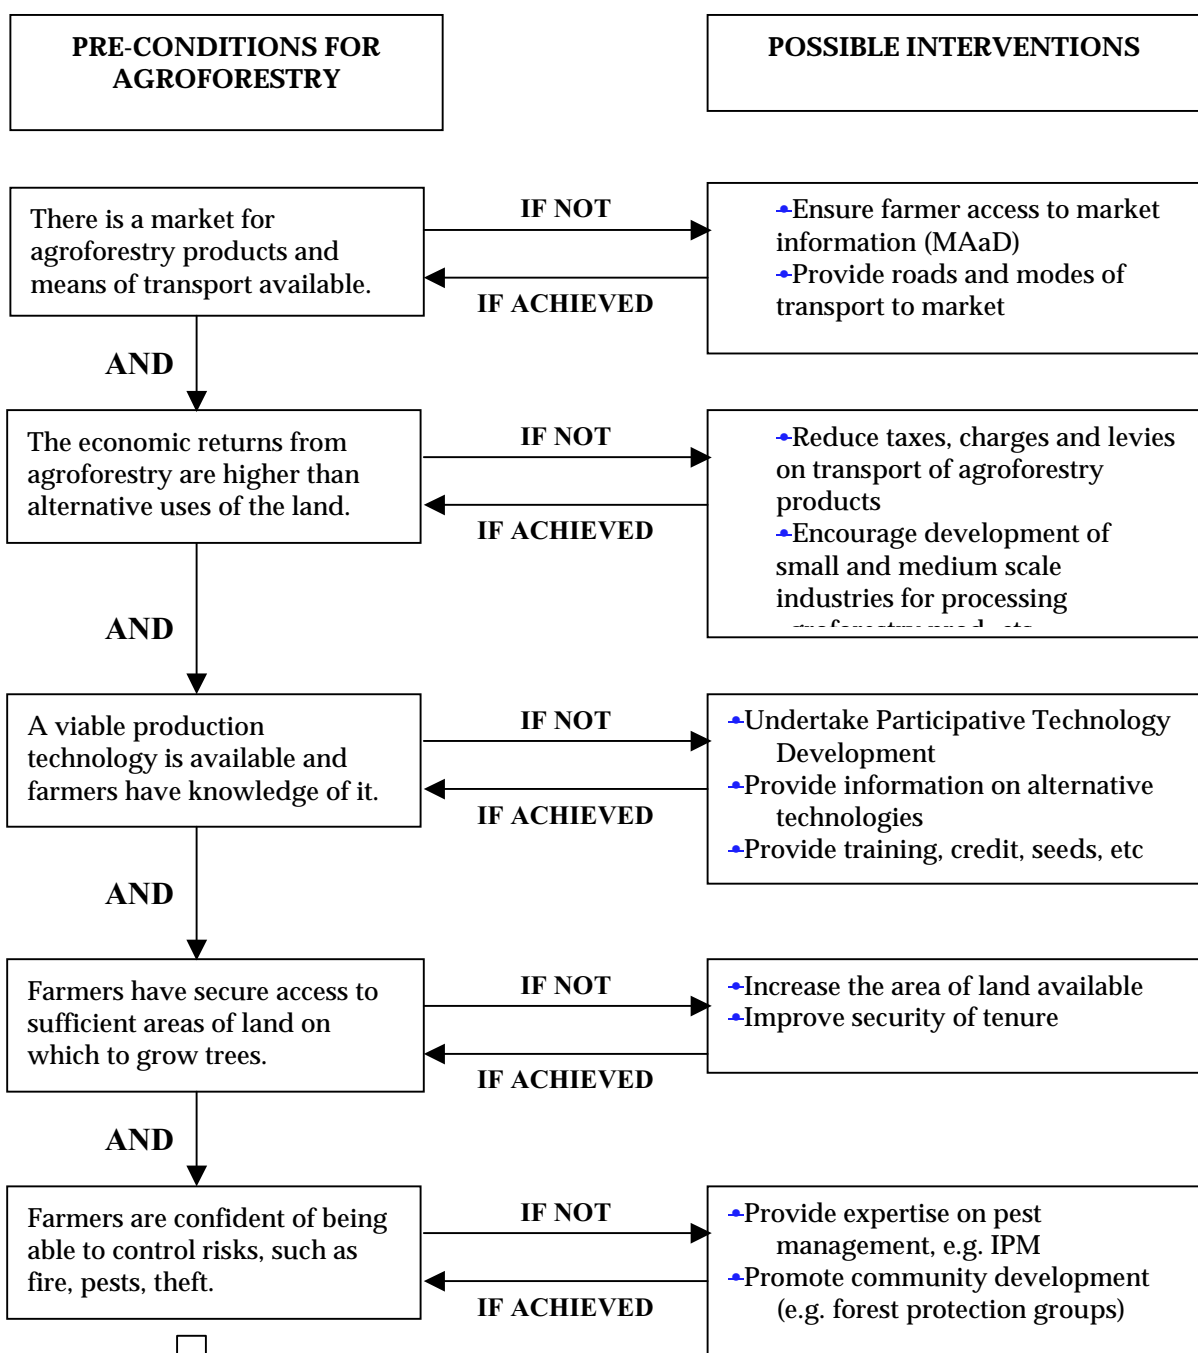 PRE-CONDITIONS FOR
AGROFORESTRY
POSSIBLE INTERVENTIONS
There is a market for
agroforestry products and
means of transport available.
IF NOT
IF ACHIEVED
Ensure farmer access to market
information (MAaD)
Provide roads and modes of
transport to market
AND
The economic returns from
agroforestry are higher than
alternative uses of the land.
IF NOT
IF ACHIEVED
Reduce taxes, charges and levies
on transport of agroforestry
products
Encourage development of
small and medium scale
industries for processing
AND
A viable production
technology is available and
farmers have knowledge of it.
IF NOT
IF ACHIEVED
Undertake Participative Technology
Development
Provide information on alternative
technologies
Provide training, credit, seeds, etc
AND
Farmers have secure access to
sufficient areas of land on
which to grow trees.
IF NOT
IF ACHIEVED
Increase the area of land available
Improve security of tenure
AND
Farmers are confident of being
able to control risks, such as
fire, pests, theft.
IF NOT
IF ACHIEVED
Provide expertise on pest
management, e.g. IPM
Promote community development
(e.g. forest protection groups)